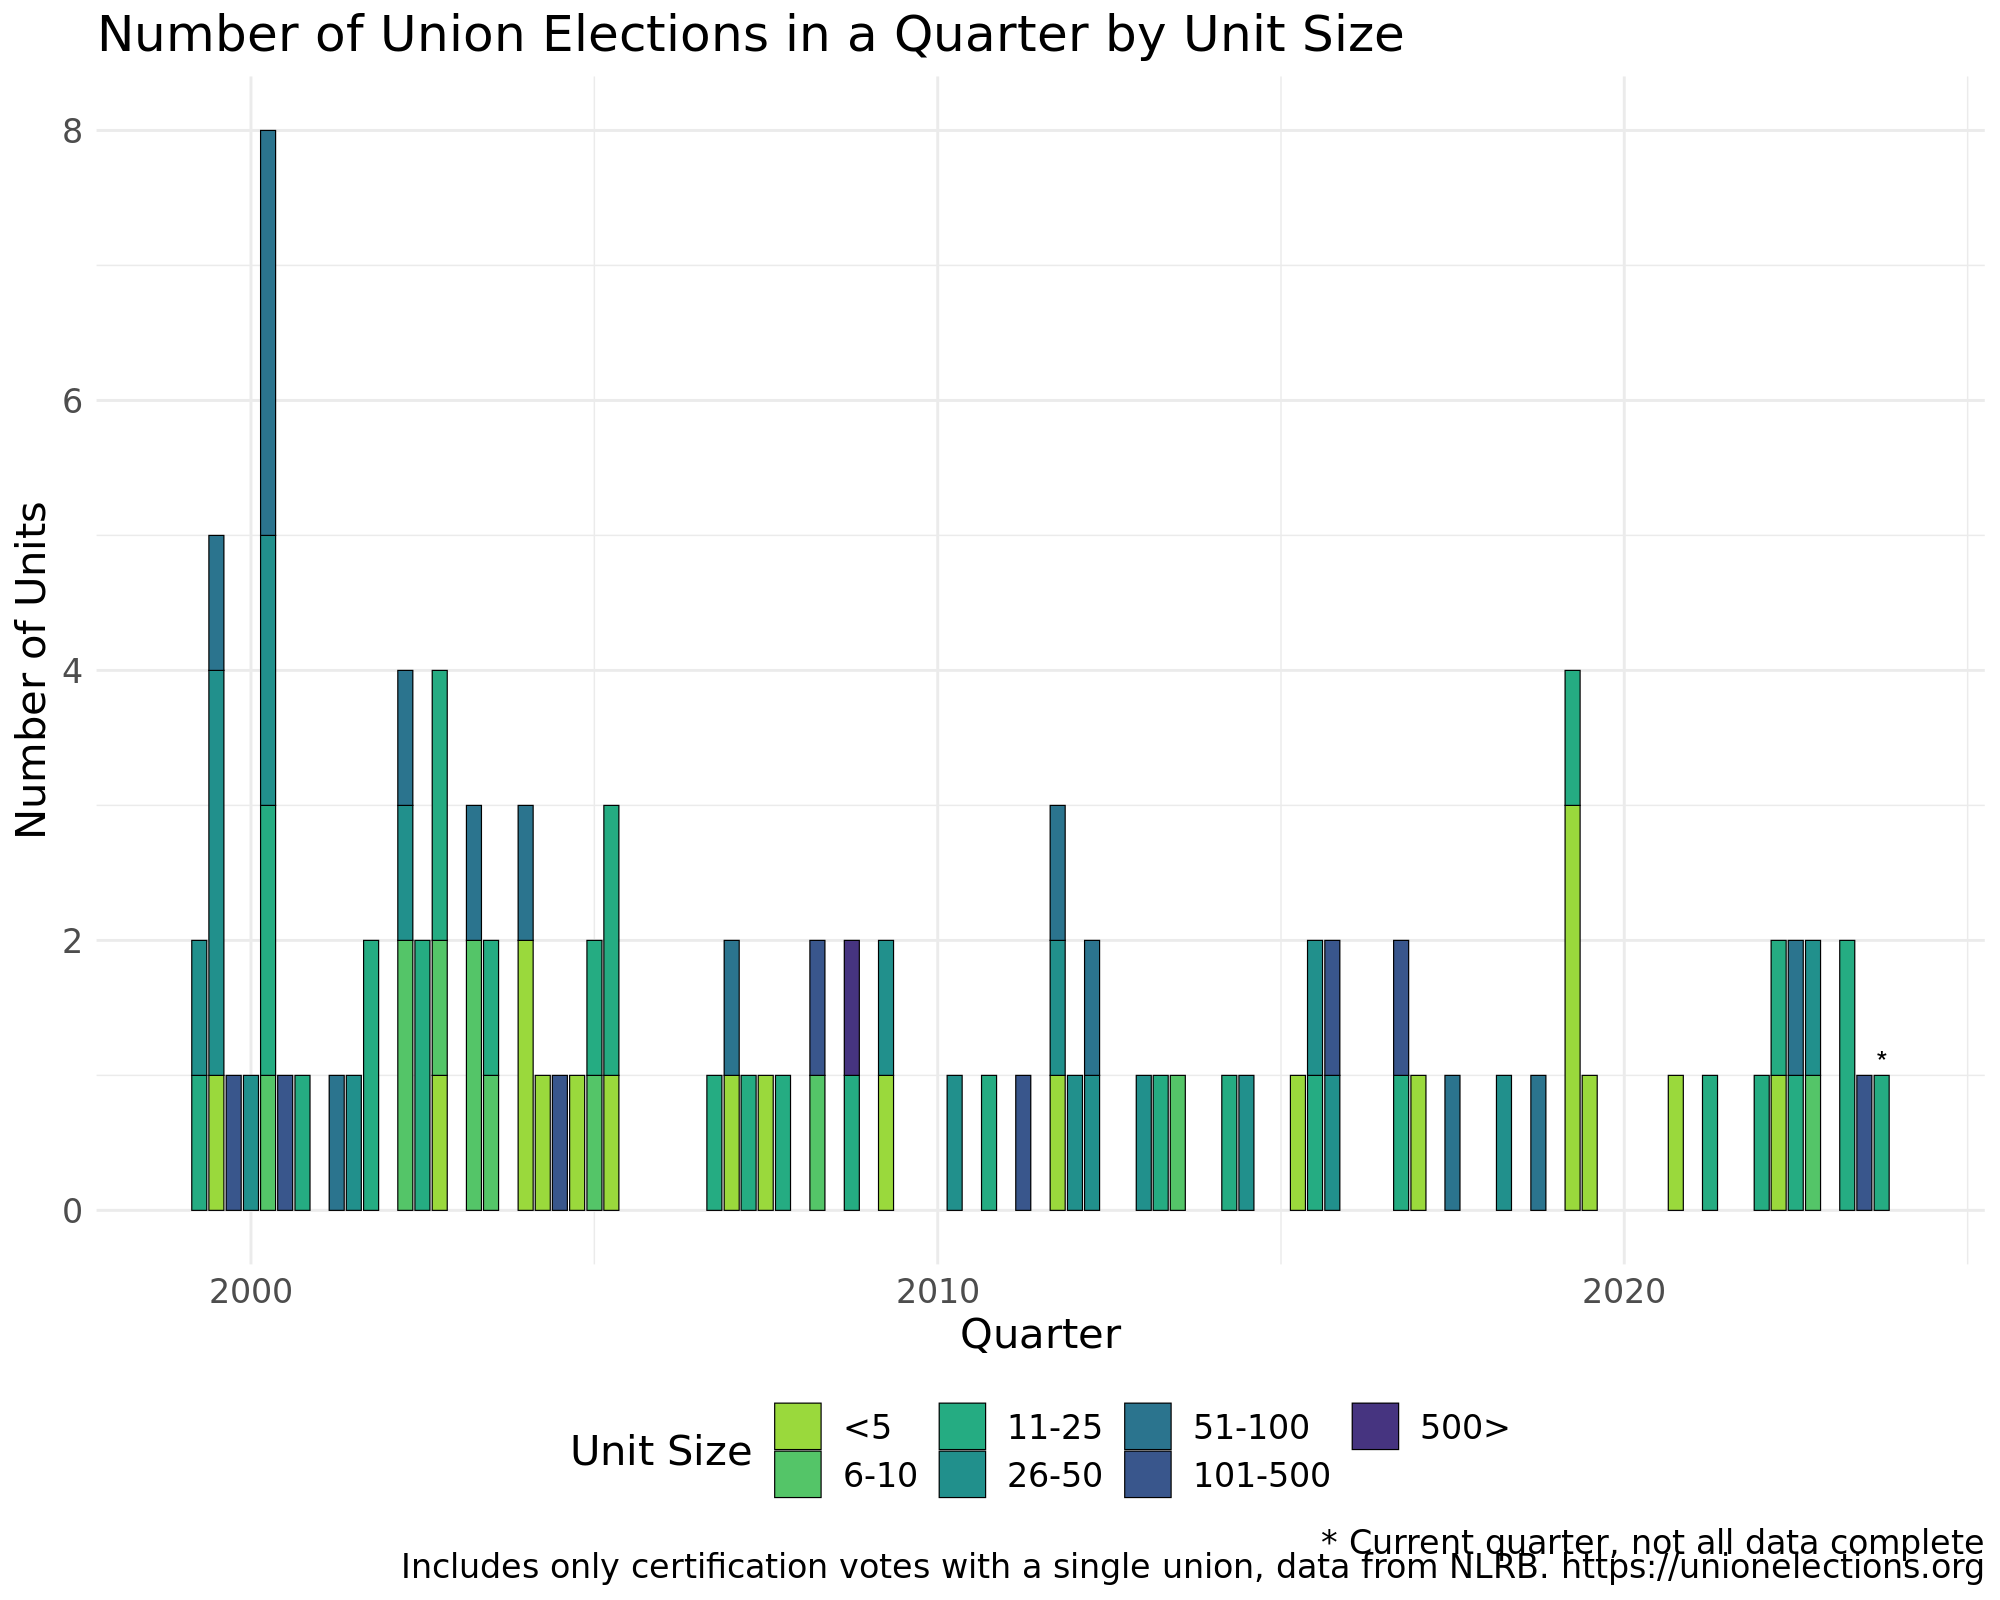 Number of Union Elections in a Quarter by Unit Size
Number of Units
8
6
4
2
0
*
2000 2010 2020
Quarter
Unit Size
<5 11-25 51-100 500>
6-10 26-50 101-500
* Current quarter, not all data complete
Includes only certification votes with a single union, data from NLRB. https://unionelections.org